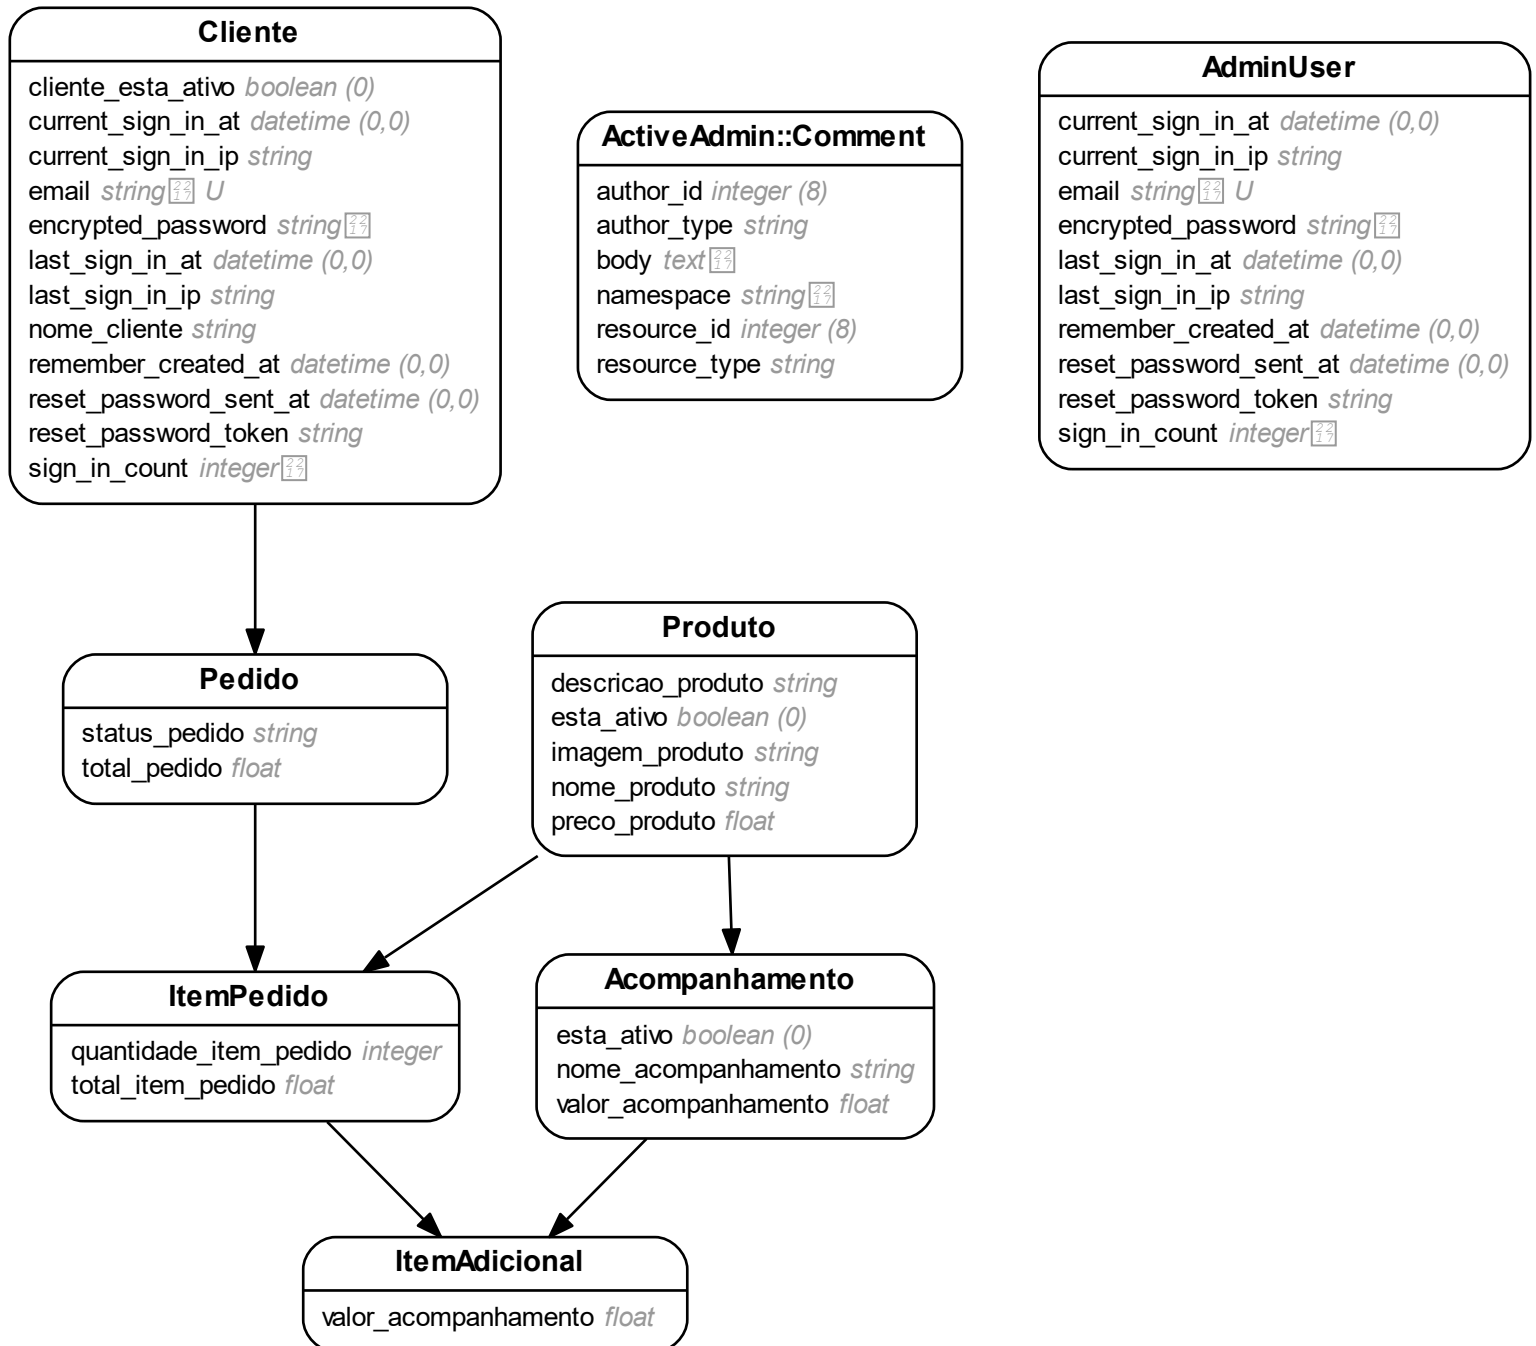 Cliente
cliente_esta_ativo boolean (0)
current_sign_in_at datetime (0,0)
current_sign_in_ip string
email string U
encrypted_password string
last_sign_in_at datetime (0,0)
last_sign_in_ip string
nome_cliente string
remember_created_at datetime (0,0)
reset_password_sent_at datetime (0,0)
reset_password_token string
sign_in_count integer
ActiveAdmin::Comment
author_id integer (8)
author_type string
body text
namespace string
resource_id integer (8)
resource_type string
AdminUser
current_sign_in_at datetime (0,0)
current_sign_in_ip string
email string U
encrypted_password string
last_sign_in_at datetime (0,0)
last_sign_in_ip string
remember_created_at datetime (0,0)
reset_password_sent_at datetime (0,0)
reset_password_token string
sign_in_count integer
Pedido
status_pedido string
total_pedido float
Produto
descricao_produto string
esta_ativo boolean (0)
imagem_produto string
nome_produto string
preco_produto float
ItemPedido
quantidade_item_pedido integer
total_item_pedido float
Acompanhamento
esta_ativo boolean (0)
nome_acompanhamento string
valor_acompanhamento float
ItemAdicional
valor_acompanhamento float